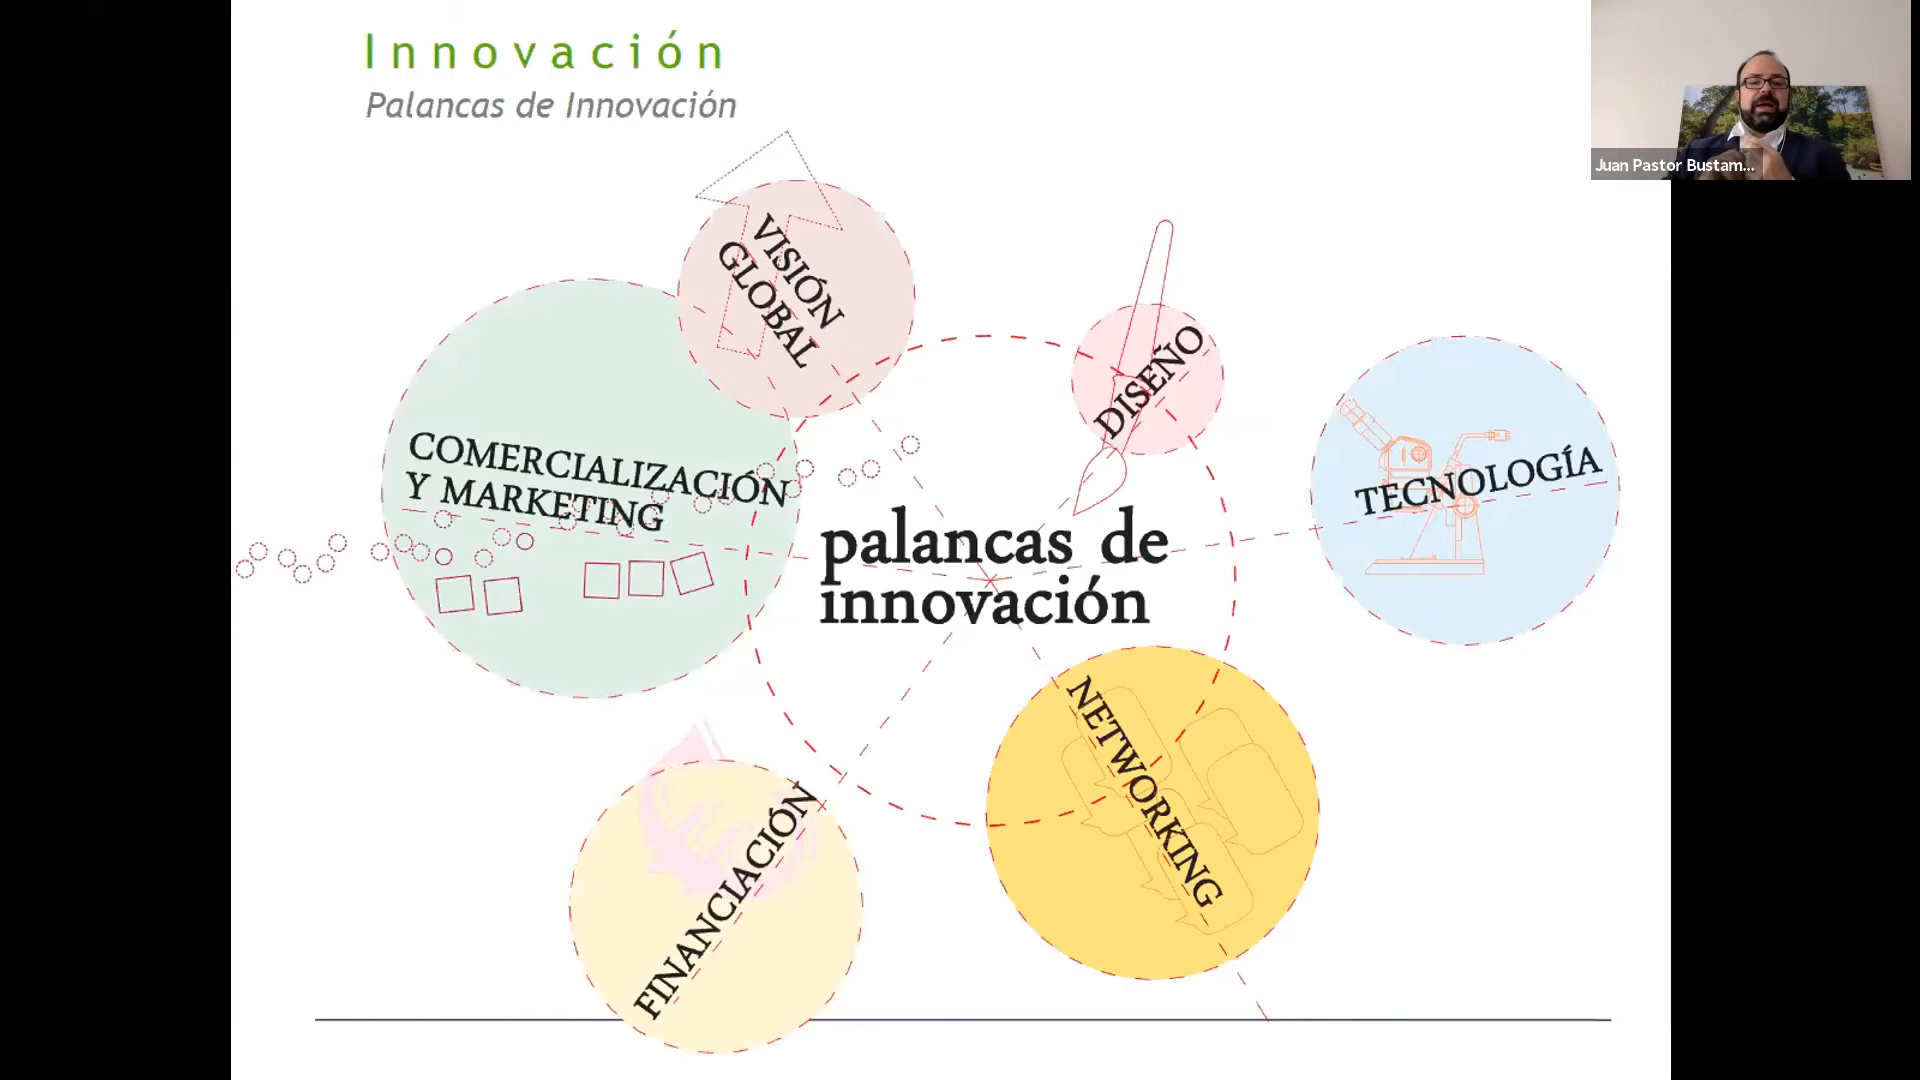 Innovación
Palancas de Innovación
Juan Pastor Bustam...
VISIÓN
GLOBAL
DISEÑO
COMERCIALIZACIÓN
Y MARKETING
TECNOLOGÍA
palancas de
innovación
NETWORKING
FINANCIACIÓN